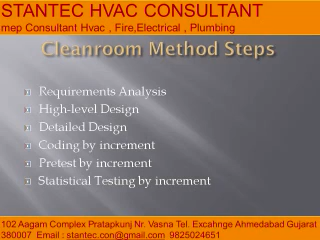 STANTEC HVAC CONSULTANT
mep Consultant Hvac , Fire,Electrical , Plumbing
Cleanroom Method Steps
Requirements Analysis
High-level Design
Detailed Design
Coding by increment
Pretest by increment
Statistical Testing by increment
102 Aagam Complex Pratapkunj Nr. Vasna Tel. Excahnge Ahmedabad Gujarat
380007 Email : stantec.con@gmail.com 9825024651